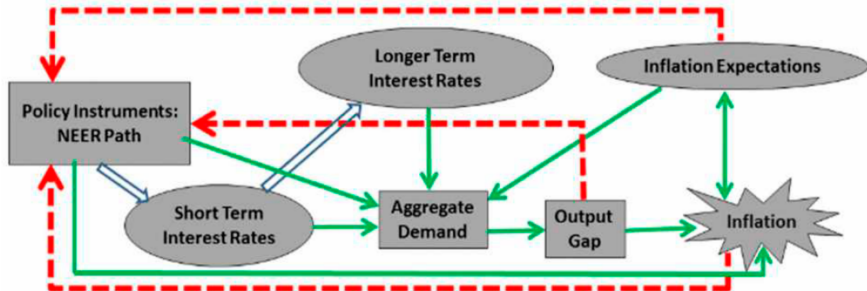 Longer Term
Interest Rates
Inflation Expectations
Policy Instruments:
NEER Path
Short Term
Interest Rates
Aggregate
Demand
Output
Gap
Inflation